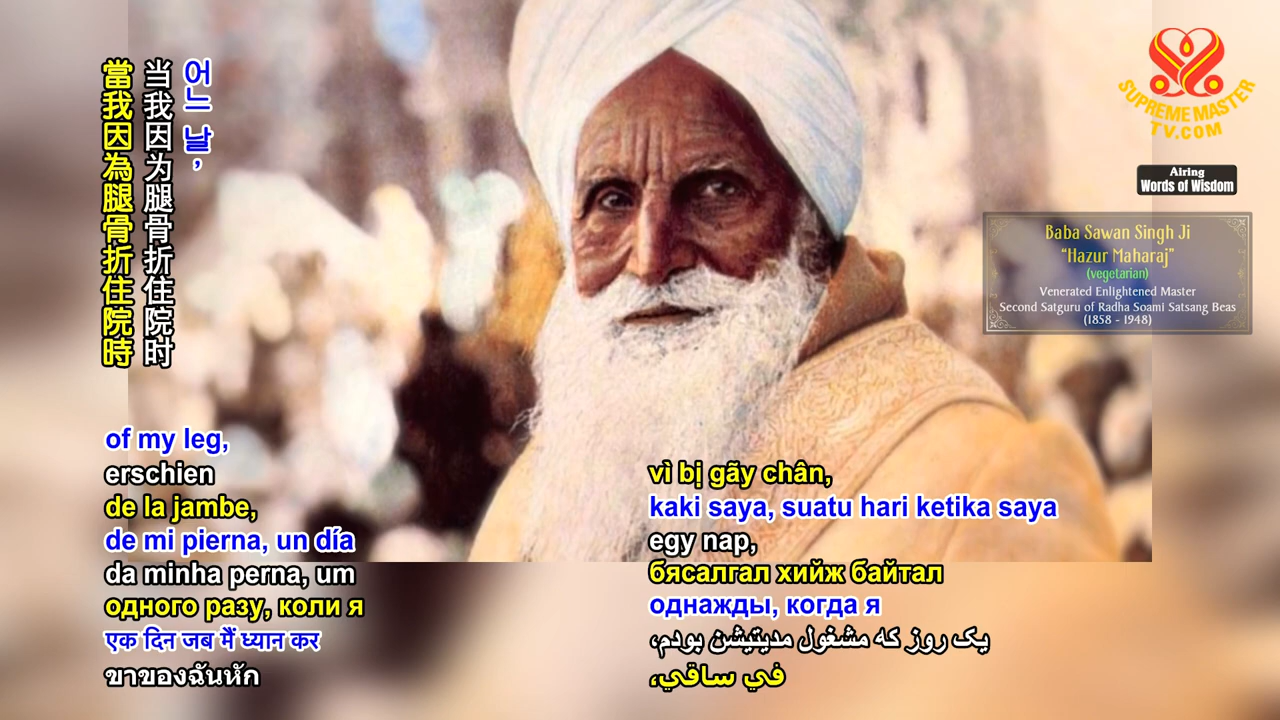 어느 날,
当我因为腿骨折住院时
當我因為腿骨折住院時
SUPREME MASTER
TV.COM
Airing
Words of Wisdom
Baba Sawan Singh Ji
“Hazur Maharaj”
(vegetarian)
Venerated Enlightened Master
Second Satguru of Radha Soami Satsang Beas
(1858 - 1948)
of my leg,
erschien
de la jambe,
de mi pierna, un día
da minha perna, um
одного разу, коли я
एक दिन जब मैं ध्यान कर
ขาของฉันหัก
vì bị gãy chân,
kaki saya, suatu hari ketika saya
egy nap,
бясалгал хийж байтал
однажды, когда я
یک روز که مشغول مدیتیشن بودم،
في ساقي،